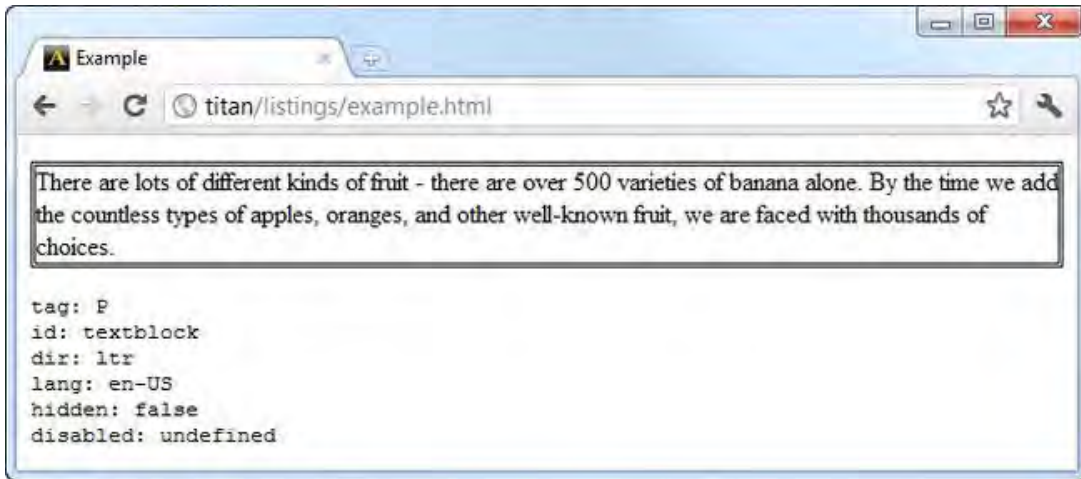 Example
titan/listings/example.html
There are lots of different kinds of fruit - there are over 500 varieties of banana alone. By the time we add
the countless types of apples, oranges, and other well-known fruit, we are faced with thousands of
choices.
tag: P
id: textblock
dir: ltr
lang: en-US
hidden: false
disabled: undefined